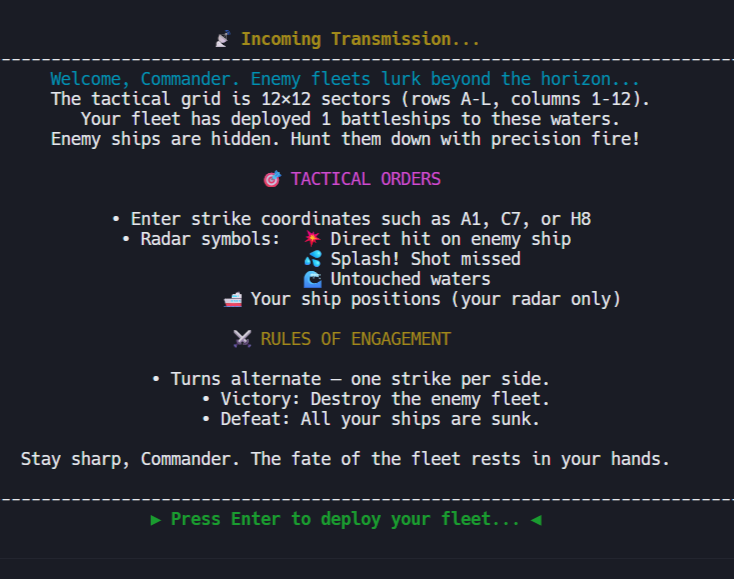 📡 Incoming Transmission...
Welcome, Commander. Enemy fleets lurk beyond the horizon...
The tactical grid is 12×12 sectors (rows A-L, columns 1-12).
Your fleet has deployed 1 battleships to these waters.
Enemy ships are hidden. Hunt them down with precision fire!
🎯 TACTICAL ORDERS
• Enter strike coordinates such as A1, C7, or H8
• Radar symbols: 💥 Direct hit on enemy ship
💦 Splash! Shot missed
🌊 Untouched waters
🚢 Your ship positions (your radar only)
⚔️ RULES OF ENGAGEMENT
• Turns alternate — one strike per side.
• Victory: Destroy the enemy fleet.
• Defeat: All your ships are sunk.
Stay sharp, Commander. The fate of the fleet rests in your hands.
► Press Enter to deploy your fleet... ◄